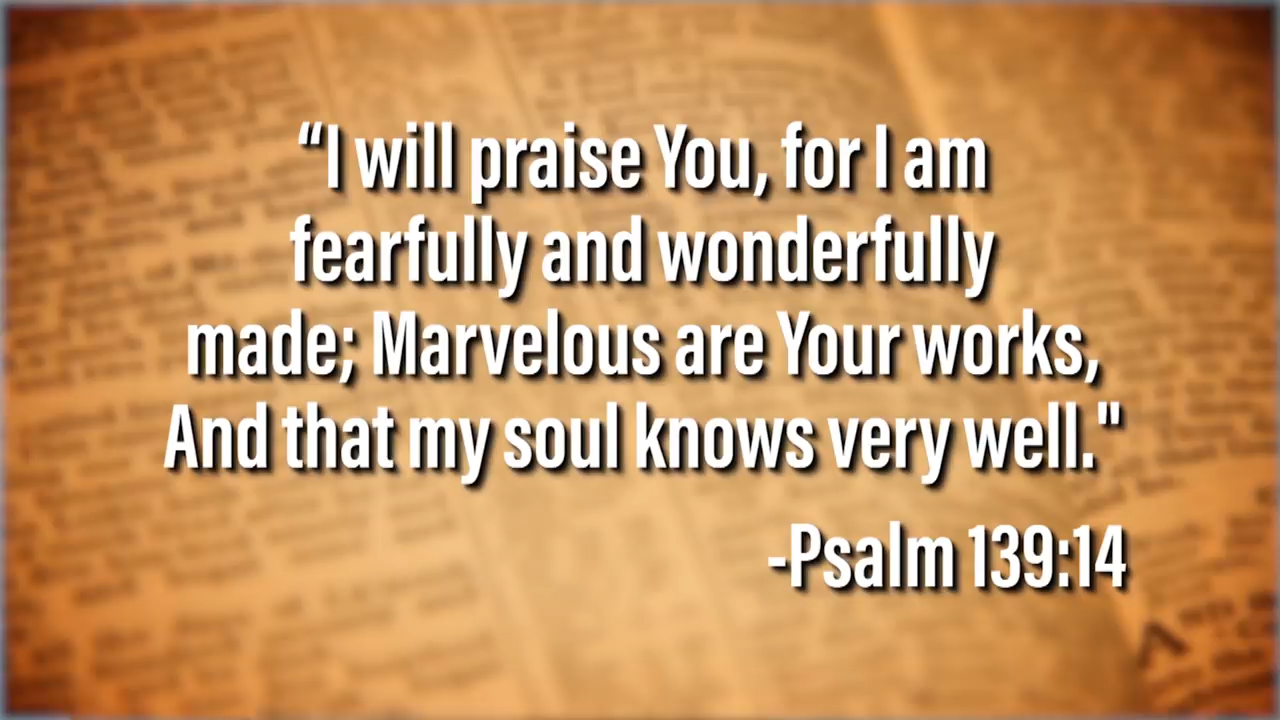 “I will praise You, for I am
fearfully and wonderfully
made; Marvelous are Your works,
And that my soul knows very well."
-Psalm 139:14